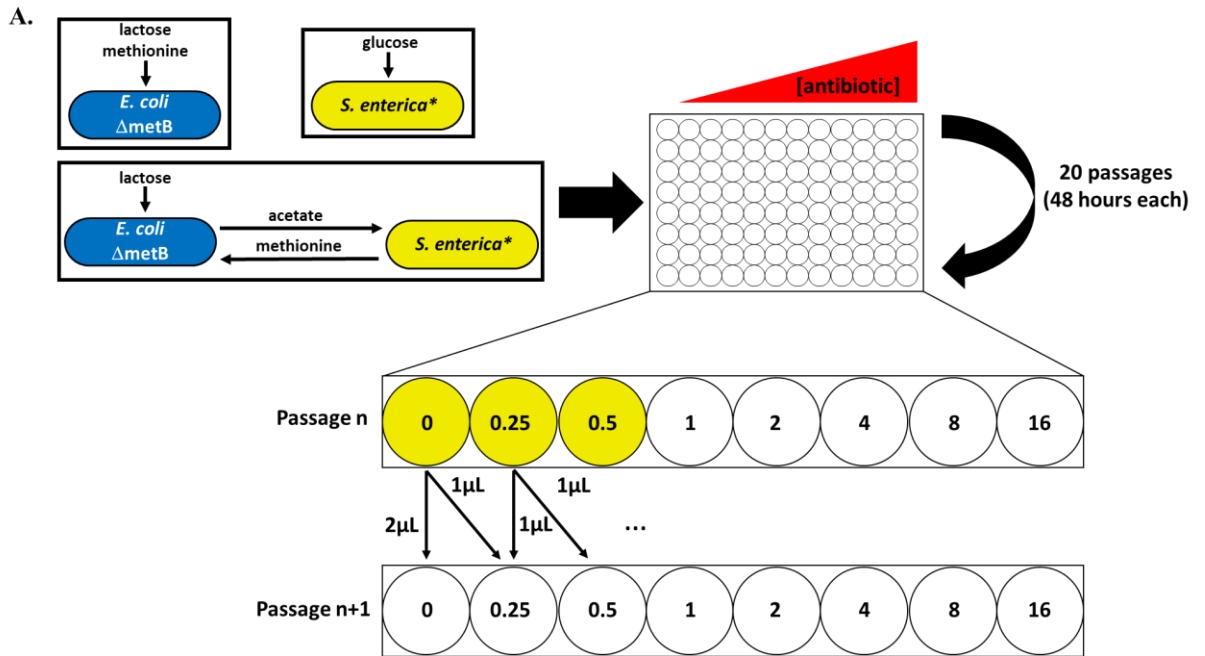 A.
lactose
methionine
E. coli
ΔmetB
glucose
S. enterica*
lactose
E. coli
ΔmetB
acetate
methionine
S. enterica*
[antibiotic]
20 passages
(48 hours each)
Passage n
0 0.25 0.5 1 2 4 8 16
2µL 1µL 1µL 1µL ...
Passage n+1
0 0.25 0.5 1 2 4 8 16